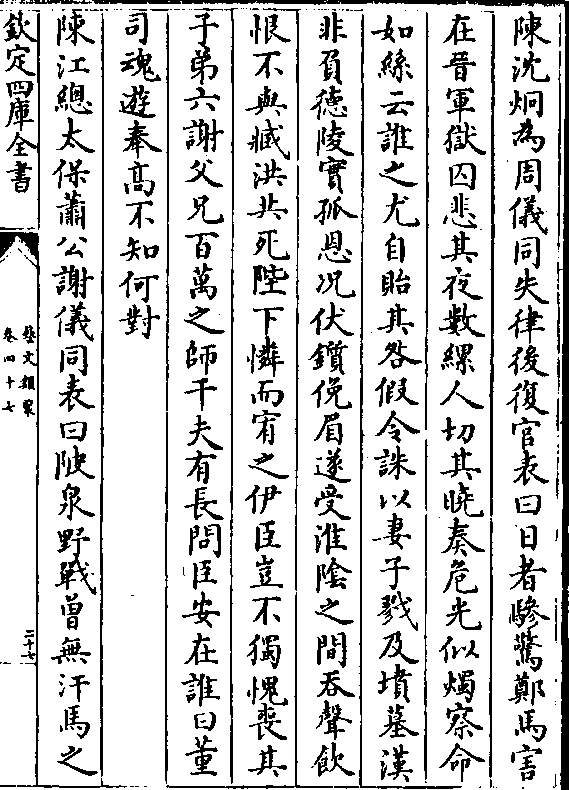 陳沈炯為周儀同失律後復官表曰日者驂驚鄭馬害
在晉軍獄囚悲其夜數縲人切其曉奏危光似燭察命
如絲云誰之尤自貽其咎假令誅以妻子戮及墳墓漢
非負德陵實孤恩况伏鑕俛眉遂受淮陰之間吞聲飲
恨不與臧洪共死陛下憐而宥之伊臣豈不獨愧喪其
子弟六謝父兄百萬之師千夫有長問臣安在誰曰董
司魂遊奉髙不知何對
陳江總太保蕭公謝儀同表曰阪泉野戰曾無汗馬之
欽定四庫全書
藝文類聚
卷四十七
二十七